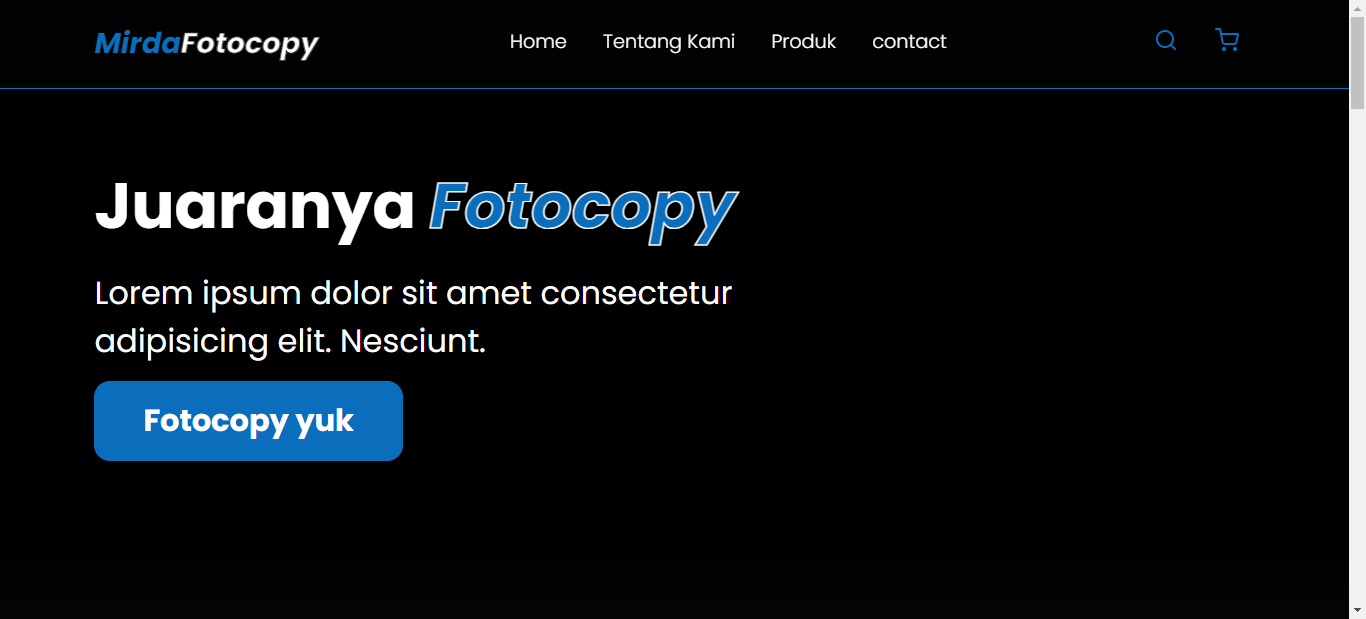 MirdaFotocopy
Home Tentang Kami Produk contact
Juaranya Fotocopy
Lorem ipsum dolor sit amet consectetur
adipisicing elit. Nesciunt.
Fotocopy yuk